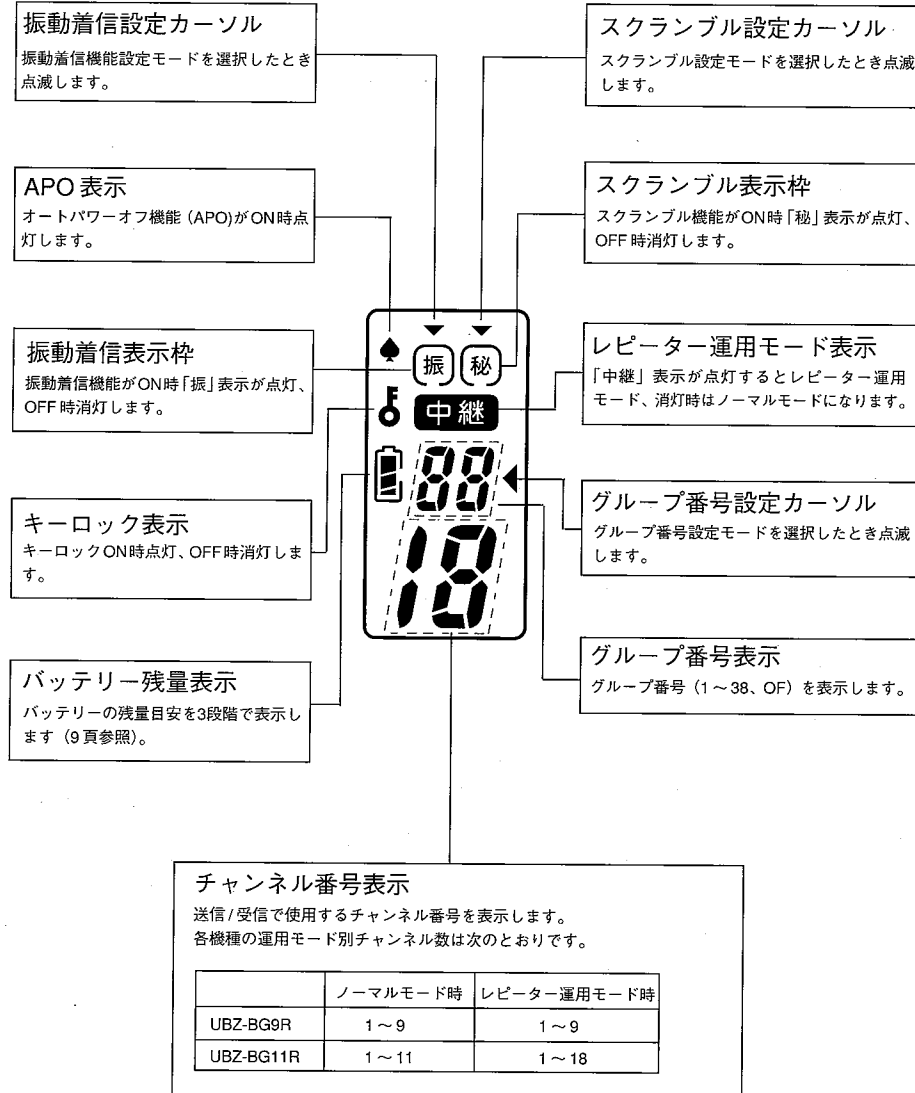 振動着信設定カーソル
振動着信機能設定モードを選択したとき
点滅します。
スクランブル設定カーソル
スクランブル設定モードを選択したとき点滅
します。
APO 表示
オートパワーオフ機能 (APO)がON時点
灯します。
スクランブル表示枠
スクランブル機能がON時「秘」表示が点灯、
OFF 時消灯します。
振動着信表示枠
振動着信機能がON時「振」表示が点灯、
OFF 時消灯します。
レピーター運用モード表示
「中継」表示が点灯するとレピーター運用
モード、消灯時はノーマルモードになります。
振 秘
中継
88
18
キーロック表示
キーロックON時点灯、OFF時消灯しま
す。
グループ番号設定カーソル
グループ番号設定モードを選択したとき点滅
します。
バッテリー残量表示
バッテリーの残量目安を3段階で表示し
ます（9頁参照）。
グループ番号表示
グループ番号（1～38、OF）を表示します。
チャンネル番号表示
送信/受信で使用するチャンネル番号を表示します。
各機種の運用モード別チャンネル数は次のとおりです。
ノーマルモード時 レピーター運用モード時
UBZ-BG9R 1～9 1～9
UBZ-BG11R 1～11 1～18